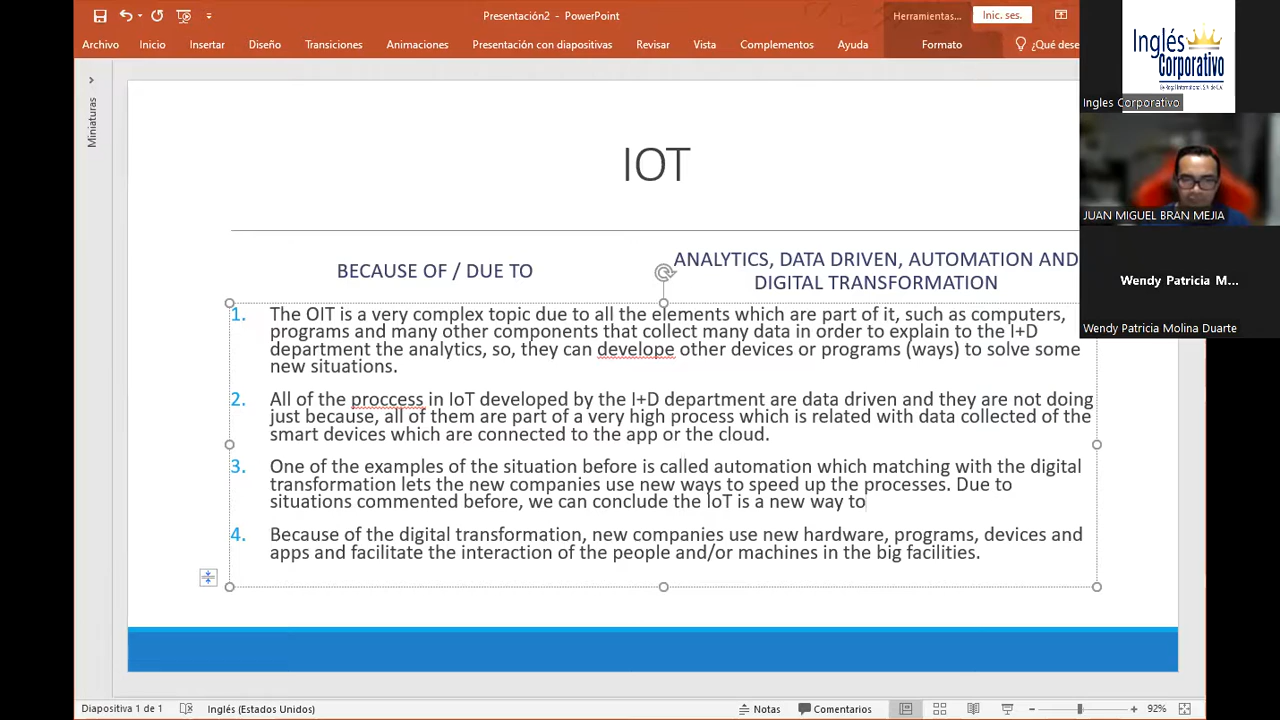 Presentación2 - PowerPoint
Herramientas...
Inic. ses.
Archivo
Inicio
Insertar
Diseño
Transiciones
Animaciones
Presentación con diapositivas
Revisar
Vista
Complementos
Ayuda
Formato
¿Qué dese
Miniaturas
IOT
BECAUSE OF / DUE TO
ANALYTICS, DATA DRIVEN, AUTOMATION AND
DIGITAL TRANSFORMATION
1. The OIT is a very complex topic due to all the elements which are part of it, such as computers,
programs and many other components that collect many data in order to explain to the I+D
department the analytics, so, they can develope other devices or programs (ways) to solve some
new situations.
2. All of the proccess in IoT developed by the I+D department are data driven and they are not doing
just because, all of them are part of a very high process which is related with data collected of the
smart devices which are connected to the app or the cloud.
3. One of the examples of the situation before is called automation which matching with the digital
transformation lets the new companies use new ways to speed up the processes. Due to
situations commented before, we can conclude the IoT is a new way to
4. Because of the digital transformation, new companies use new hardware, programs, devices and
apps and facilitate the interaction of the people and/or machines in the big facilities.
Inglés
Corporativo
Ingles Corporativo
JUAN MIGUEL BRAN MEJIA
Wendy Patricia M...
Wendy Patricia Molina Duarte
Diapositiva 1 de 1
Inglés (Estados Unidos)
Notas
Comentarios
92%